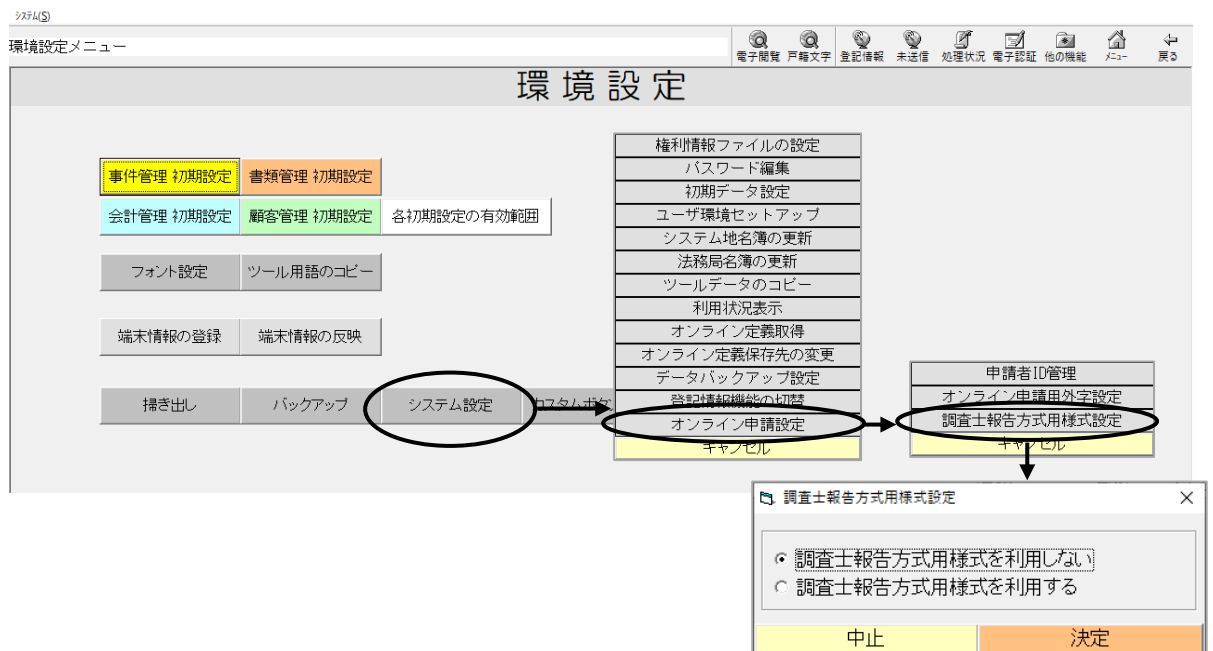 ｼｽﾃﾑ(S)
環境設定メニュー
電子閲覧 戸籍文字 登記情報 未送信 処理状況 電子認証 他の機能 ﾒﾆｭｰ 戻る
環境設定
事件管理 初期設定 書類管理 初期設定
会計管理 初期設定 顧客管理 初期設定 各初期設定の有効範囲
フォント設定 ツール用語のコピー
端末情報の登録 端末情報の反映
掃き出し バックアップ システム設定 カスタムボタン
権利情報ファイルの設定
パスワード編集
初期データ設定
ユーザ環境セットアップ
システム地名簿の更新
法務局名簿の更新
ツールデータのコピー
利用状況表示
オンライン定義取得
オンライン定義保存先の変更
データバックアップ設定
登記情報機能の切替
オンライン申請設定
キャンセル
申請者ID管理
オンライン申請用外字設定
調査士報告方式用様式設定
キャンセル
調査士報告方式用様式設定
調査士報告方式用様式を利用しない
調査士報告方式用様式を利用する
中止 決定